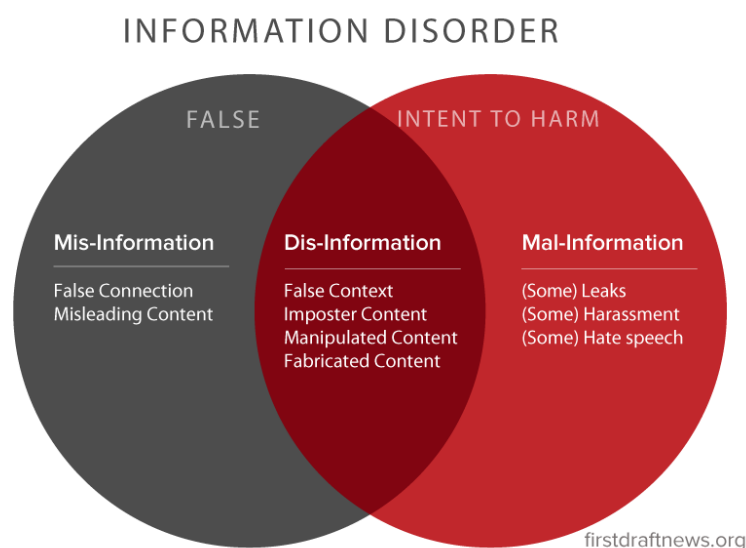 INFORMATION DISORDER
FALSE
INTENT TO HARM
Mis-Information
False Connection
Misleading Content
Dis-Information
False Context
Imposter Content
Manipulated Content
Fabricated Content
Mal-Information
(Some) Leaks
(Some) Harassment
(Some) Hate speech
firstdraftnews.org